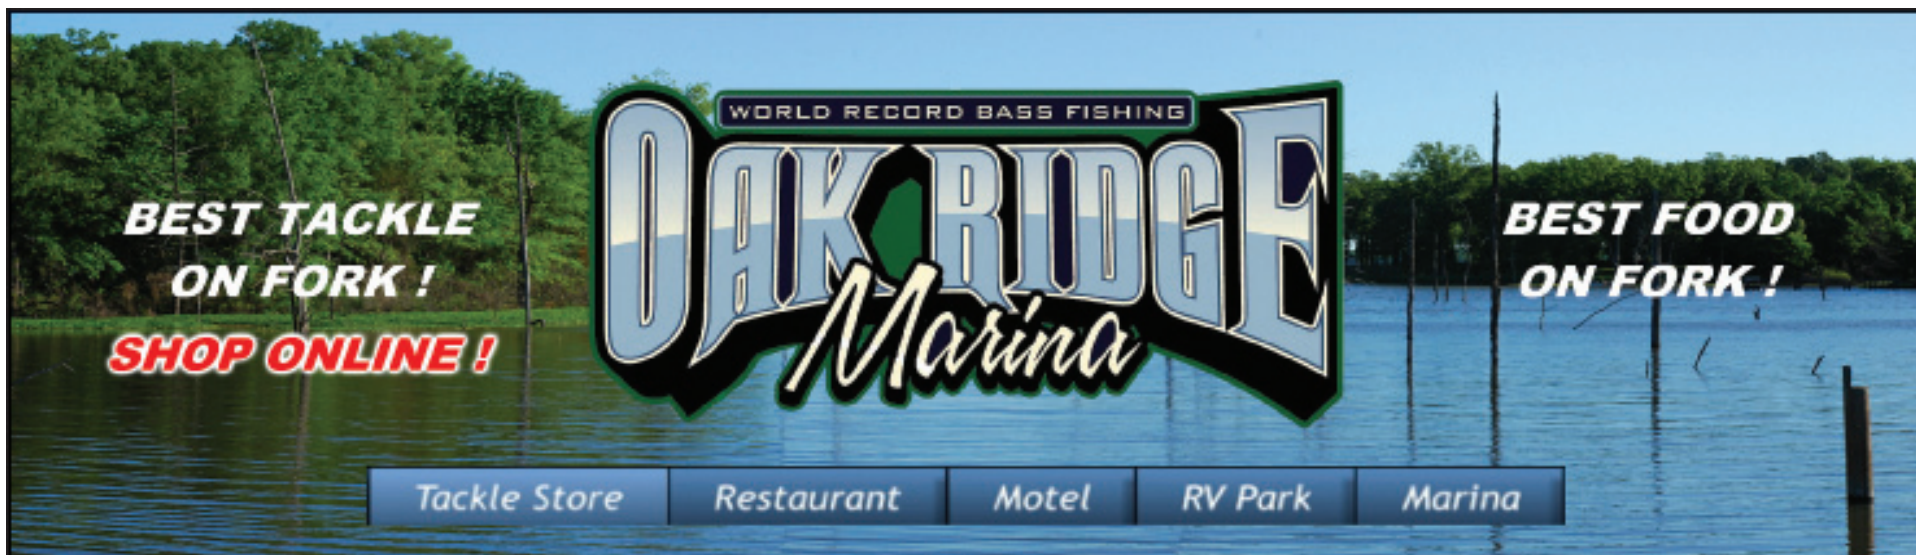 WORLD RECORD BASS FISHING
OAK RIDGE
Marina
BEST TACKLE
ON FORK !
SHOP ONLINE !
BEST FOOD
ON FORK !
Tackle Store
Restaurant
Motel
RV Park
Marina